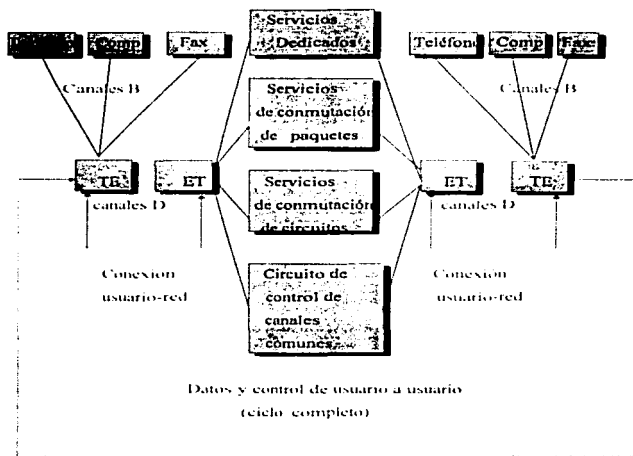 Servicios
Dedicados
Comp
Fax
Teléfono
Comp
Fax
Canales B
Canales B
Servicios
de conmutación
de paquetes
TE
ET
ET
TE
canales D
canales D
Servicios
de conmutación
de circuitos
Conexion
usuario-red
Conexion
usuario-red
Circuito de
control de
canales
comunes
Datos y control de usuario a usuario
(ciclo completo)